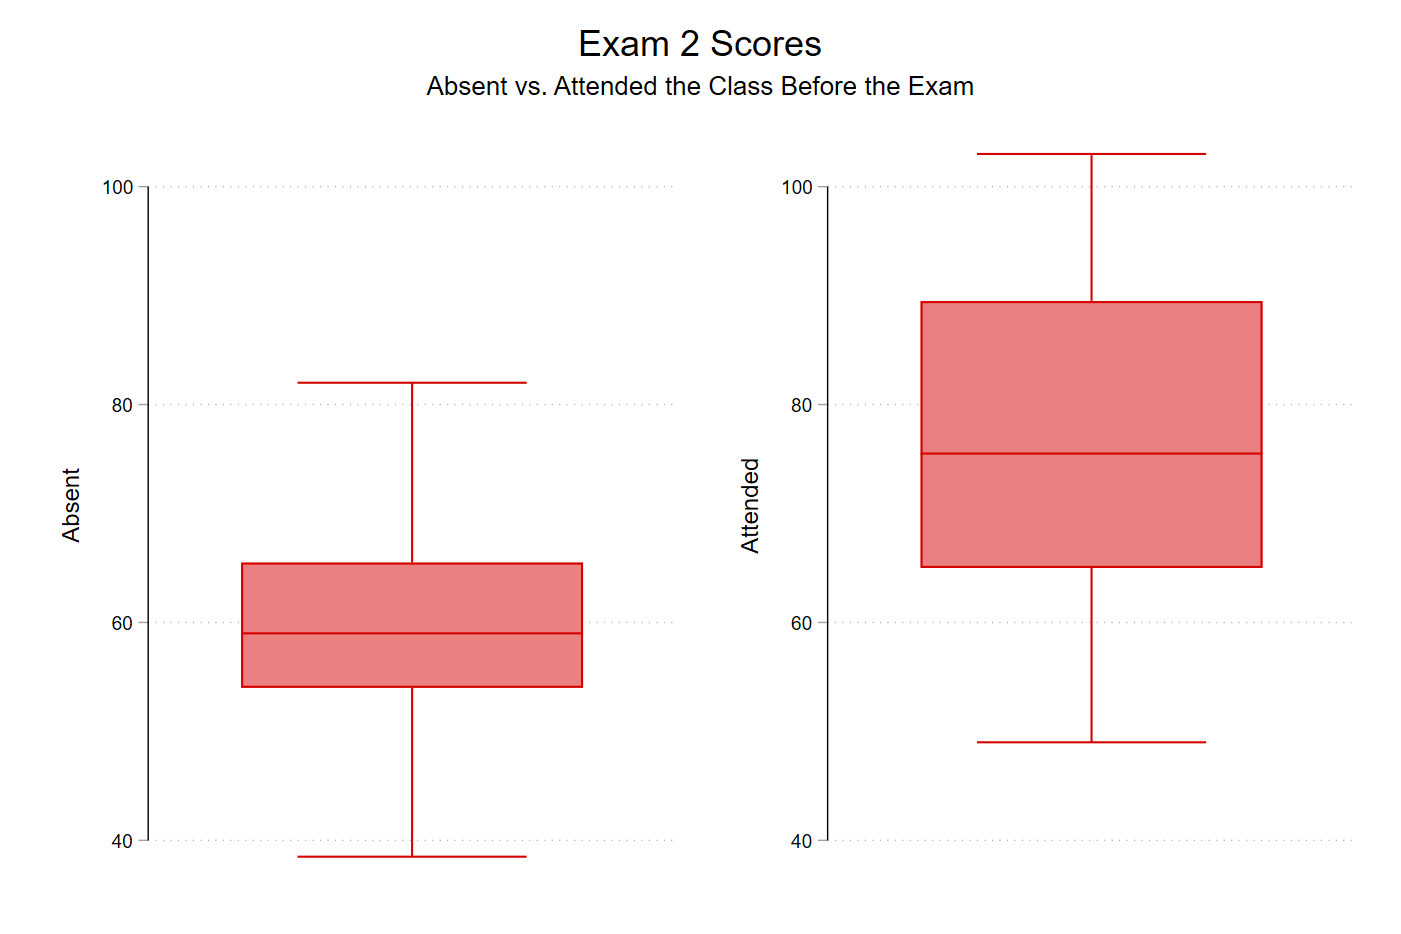 Exam 2 Scores
Absent vs. Attended the Class Before the Exam
Absent
100
80
60
40
Attended
100
80
60
40